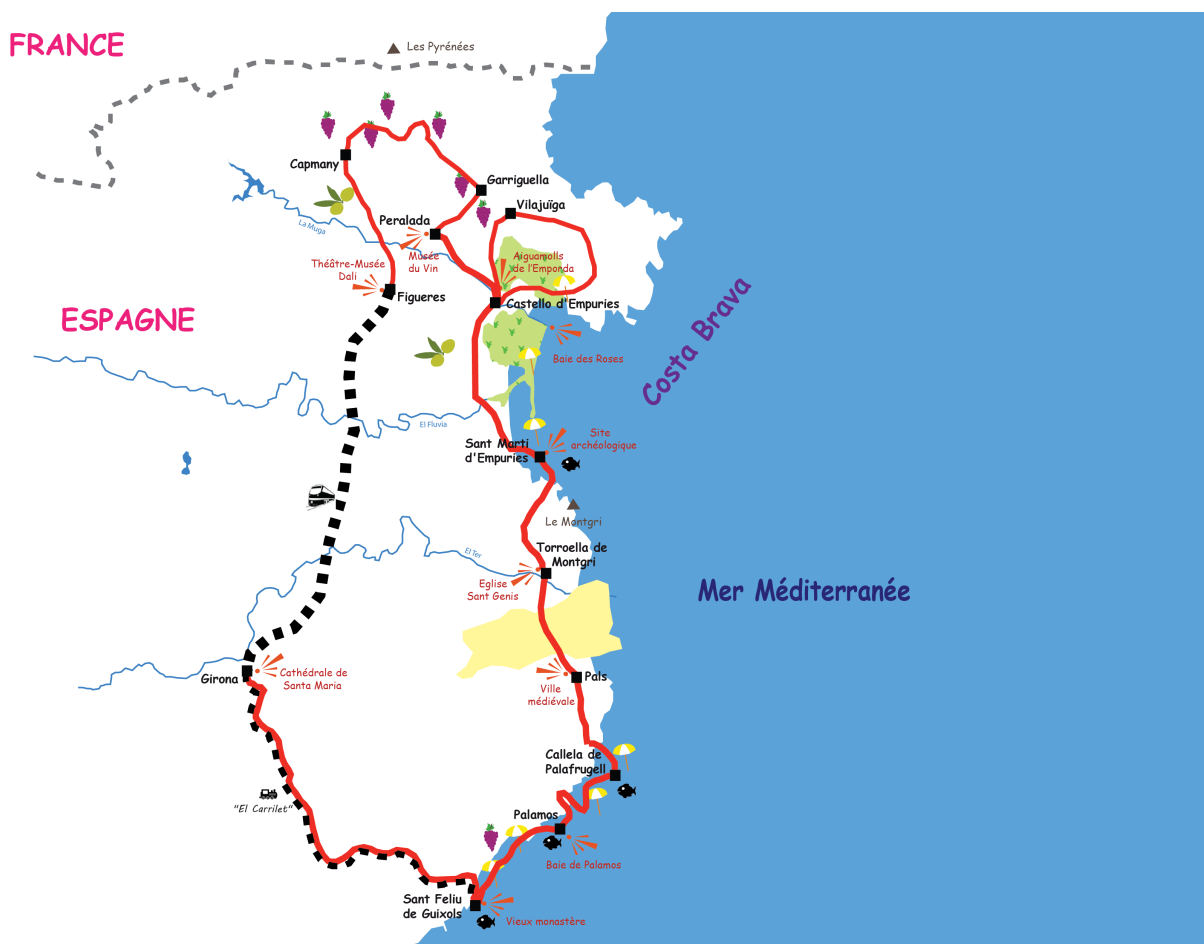 FRANCE
Les Pyrénées
Capmany
Garriguella
Vilajuïga
Peralada
La Muga
Musée
du Vin
Aiguamolls
de l'Emponda
Théâtre-Musée
Dali
Figueres
Castello d'Empuries
ESPAGNE
Costa Brava
Baie des Roses
El Fluvia
Site
archéologique
Sant Marti
d'Empuries
Le Montgri
Torroella de
Montgri
El Ter
Eglise
Sant Genis
Mer Méditerranée
Girona
Cathédrale de
Santa Maria
Pals
Ville
médiévale
Callela de
Palafrugell
"El Carrilet"
Palamos
Baie de Palamos
Sant Feliu
de Guixols
Vieux monastère